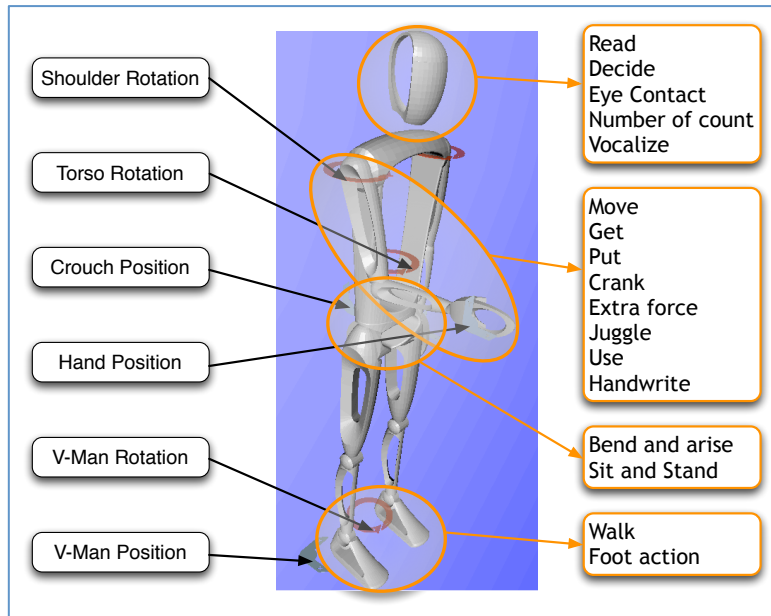 Shoulder Rotation
Torso Rotation
Crouch Position
Hand Position
V-Man Rotation
V-Man Position
Read
Decide
Eye Contact
Number of count
Vocalize
Move
Get
Put
Crank
Extra force
Juggle
Use
Handwrite
Bend and arise
Sit and Stand
Walk
Foot action